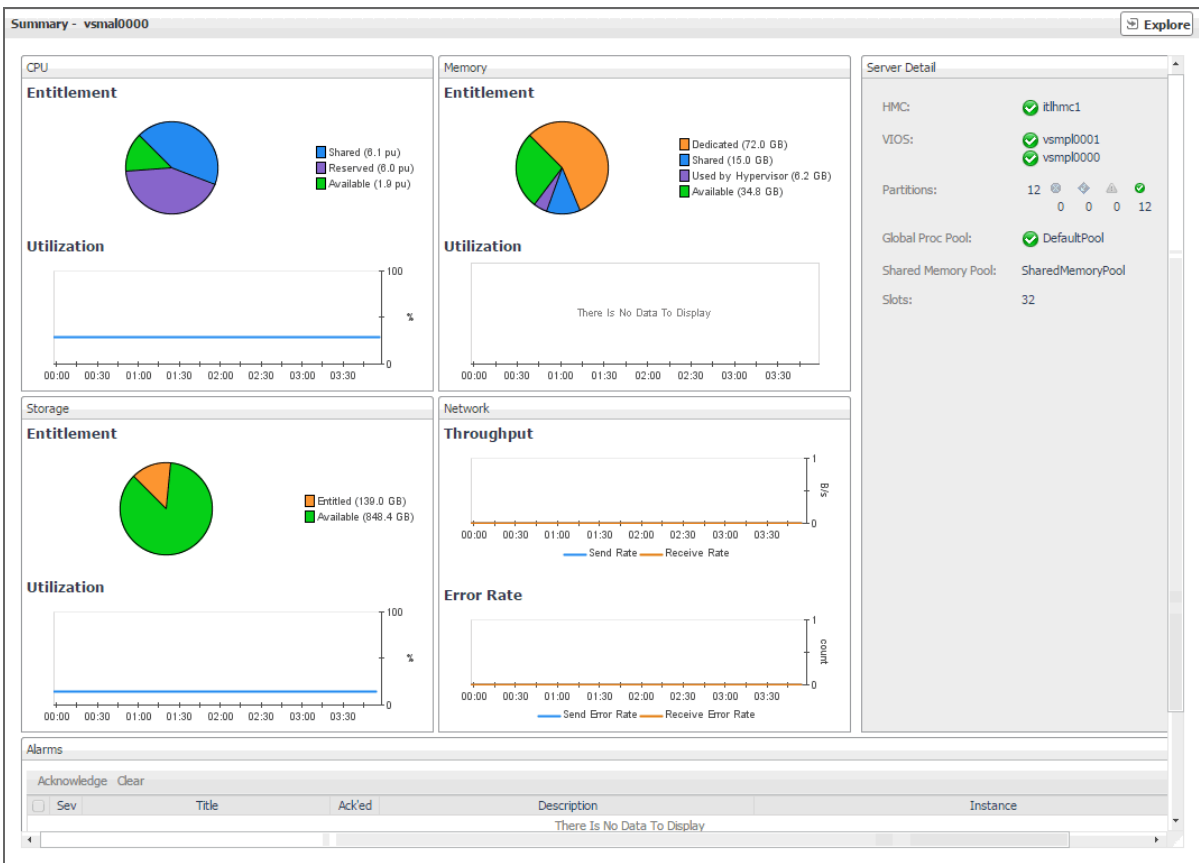 Summary - vsmal0000
Explore
CPU
Entitlement
Shared (6.1 pu)
Reserved (6.0 pu)
Available (1.9 pu)
Utilization
100
%
0
00:00 00:30 01:00 01:30 02:00 02:30 03:00 03:30
Memory
Entitlement
Dedicated (72.0 GB)
Shared (15.0 GB)
Used by Hypervisor (6.2 GB)
Available (34.8 GB)
Utilization
There Is No Data To Display
00:00 00:30 01:00 01:30 02:00 02:30 03:00 03:30
Server Detail
HMC: itlhmc1
VIOS: vsmpl0001
vsmpl0000
Partitions: 12
0 0 0 12
Global Proc Pool: DefaultPool
Shared Memory Pool: SharedMemoryPool
Slots: 32
Storage
Entitlement
Entitled (139.0 GB)
Available (848.4 GB)
Utilization
100
%
0
00:00 00:30 01:00 01:30 02:00 02:30 03:00 03:30
Network
Throughput
1
B/s
0
00:00 00:30 01:00 01:30 02:00 02:30 03:00 03:30
Send Rate Receive Rate
Error Rate
1
count
0
00:00 00:30 01:00 01:30 02:00 02:30 03:00 03:30
Send Error Rate Receive Error Rate
Alarms
Acknowledge Clear
Sev Title Ack'ed Description Instance
There Is No Data To Display